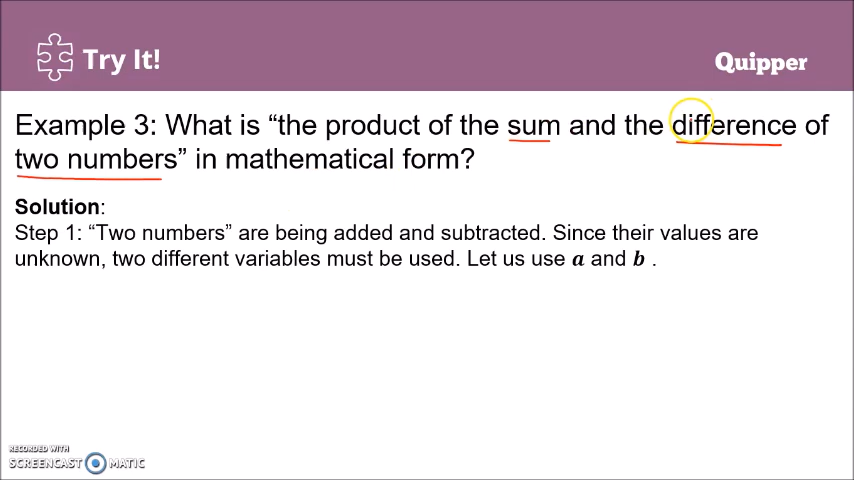 Try It!
Quipper
Example 3: What is “the product of the sum and the difference of
two numbers” in mathematical form?
Solution:
Step 1: “Two numbers” are being added and subtracted. Since their values are
unknown, two different variables must be used. Let us use a and b .
RECORDED WITH
SCREENCAST MATIC